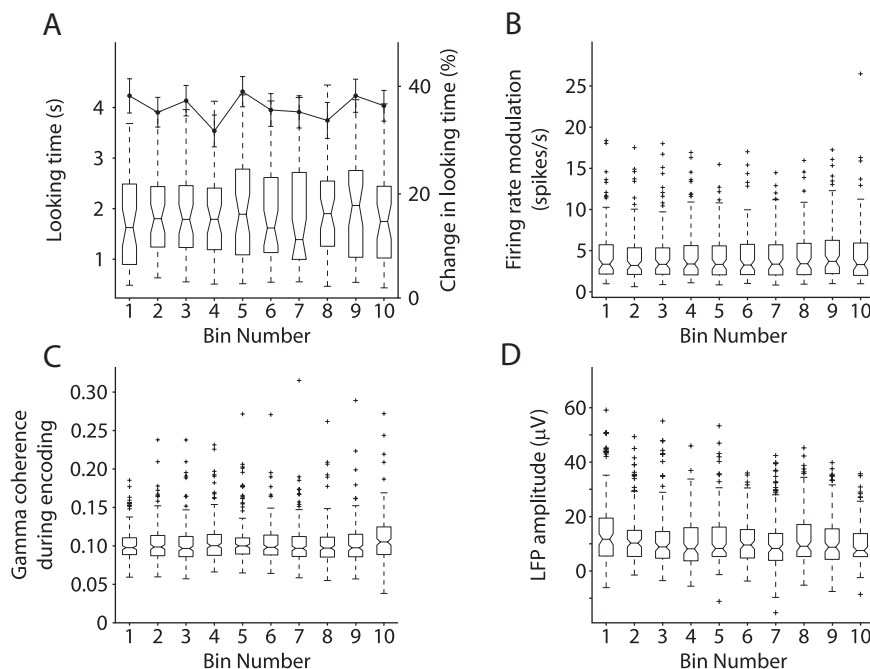 A
Looking time (s)
4
3
2
1
Change in looking time (%)
40
20
0
1 2 3 4 5 6 7 8 9 10
Bin Number
B
Firing rate modulation
(spikes/s)
25
20
15
10
5
0
1 2 3 4 5 6 7 8 9 10
Bin Number
C
Gamma coherence
during encoding
0.30
0.25
0.20
0.15
0.10
0.05
0
1 2 3 4 5 6 7 8 9 10
Bin Number
D
LFP amplitude (μV)
60
40
20
0
1 2 3 4 5 6 7 8 9 10
Bin Number